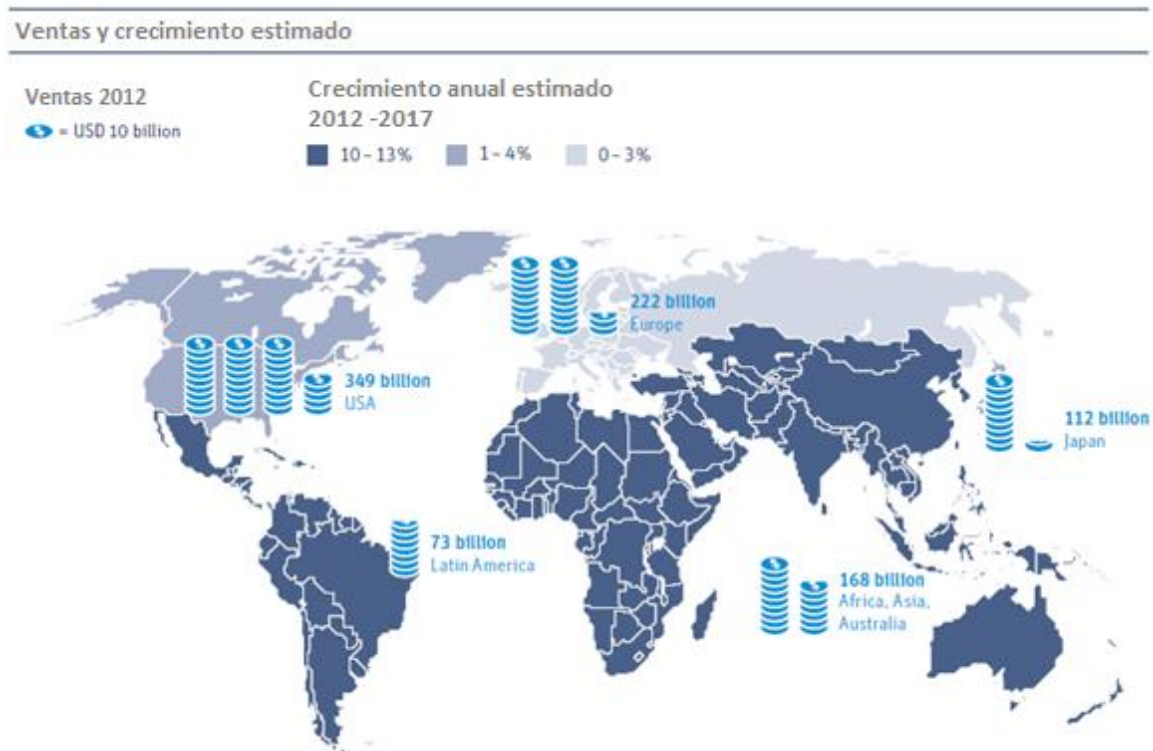 Ventas y crecimiento estimado
Ventas 2012
$ = USD 10 billion
Crecimiento anual estimado
2012 -2017
10 – 13%
1 – 4%
0 – 3%
222 billion
Europe
349 billion
USA
112 billion
Japan
73 billion
Latin America
168 billion
Africa, Asia,
Australia